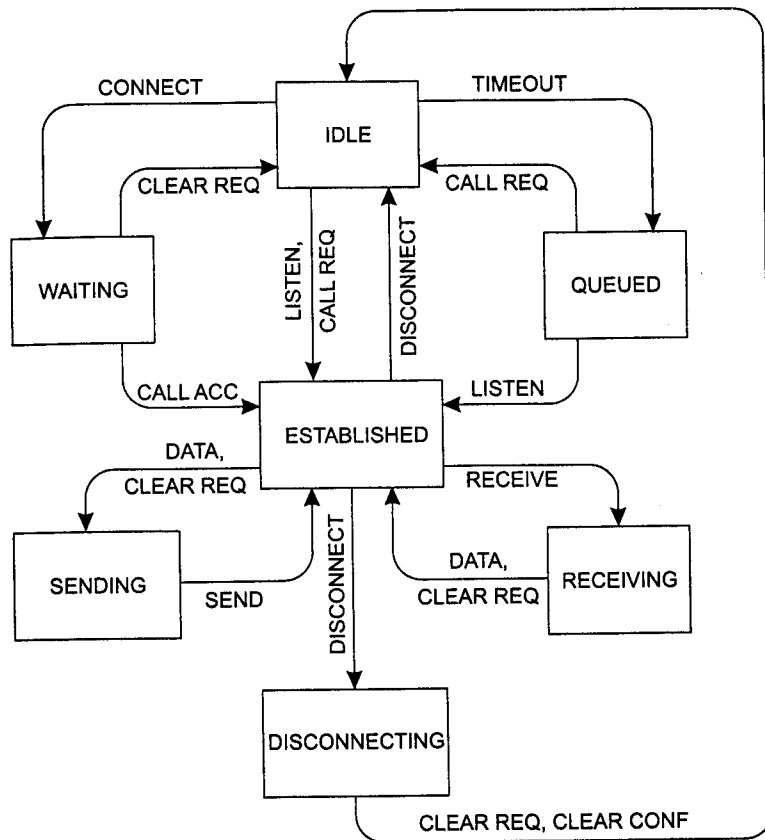 CONNECT
TIMEOUT
IDLE
CLEAR REQ
CALL REQ
WAITING
LISTEN,
CALL REQ
DISCONNECT
QUEUED
CALL ACC
LISTEN
ESTABLISHED
DATA,
CLEAR REQ
RECEIVE
SENDING
SEND
DISCONNECT
DATA,
CLEAR REQ
RECEIVING
DISCONNECTING
CLEAR REQ, CLEAR CONF